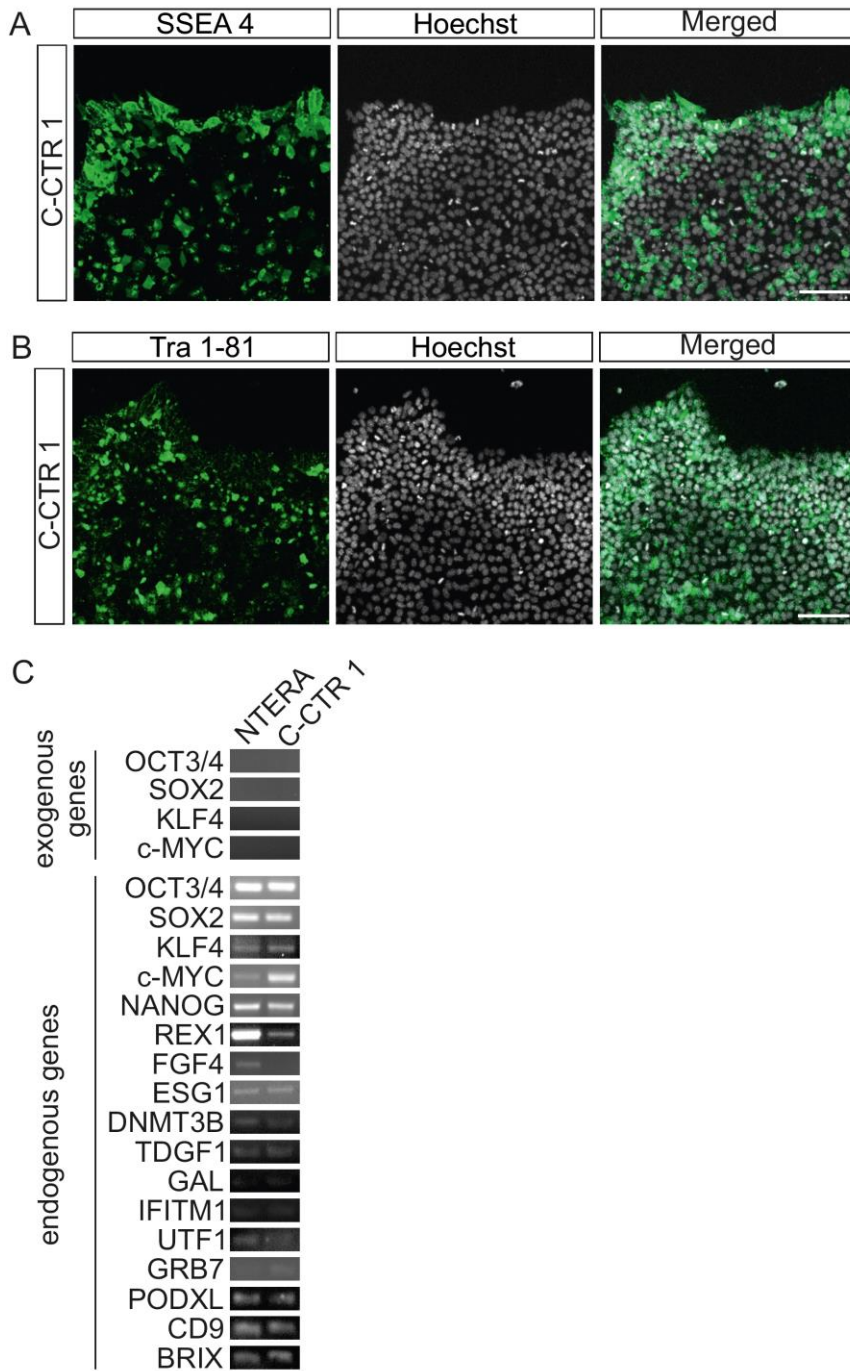 A
SSEA 4 Hoechst Merged
C-CTR 1
B
Tra 1-81 Hoechst Merged
C-CTR 1
C
NTERA C-CTR 1
exogenous genes
OCT3/4
SOX2
KLF4
c-MYC
endogenous genes
OCT3/4
SOX2
KLF4
c-MYC
NANOG
REX1
FGF4
ESG1
DNMT3B
TDGF1
GAL
IFITM1
UTF1
GRB7
PODXL
CD9
BRIX